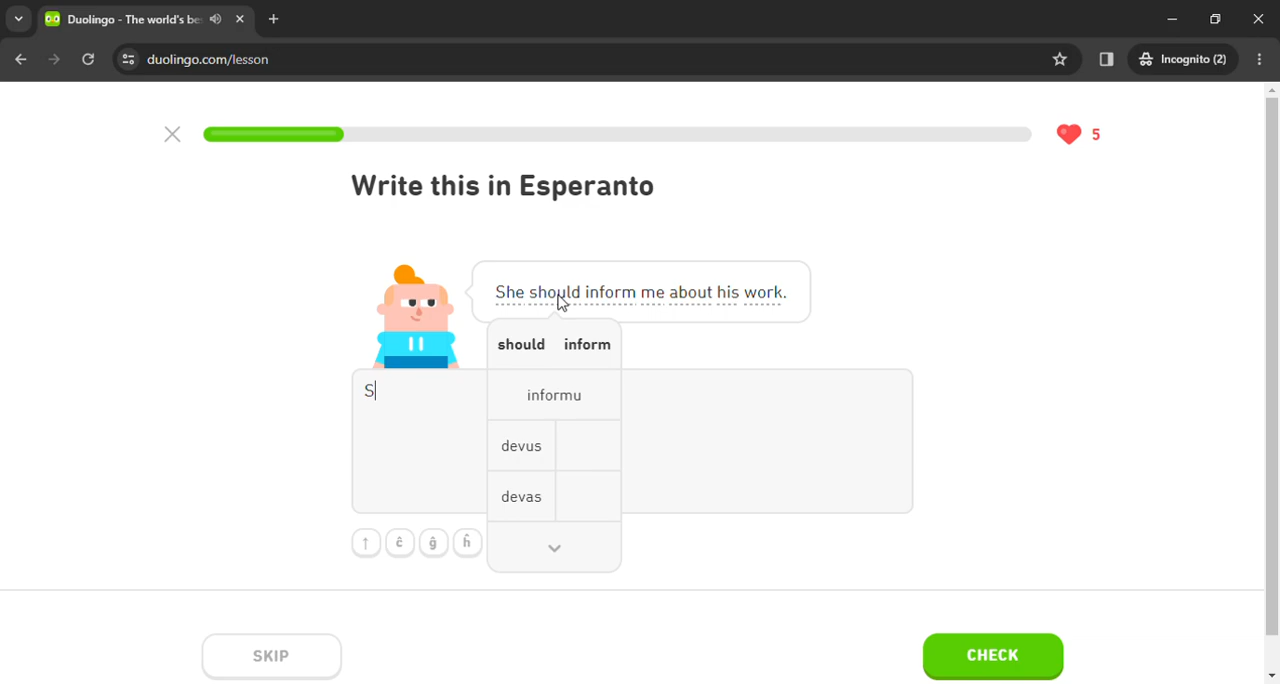 Duolingo - The world's be
duolingo.com/lesson
Incognito (2)
5
Write this in Esperanto
She should inform me about his work.
should inform
informu
devus
devas
S
↑ ĉ ĝ ĥ
SKIP
CHECK